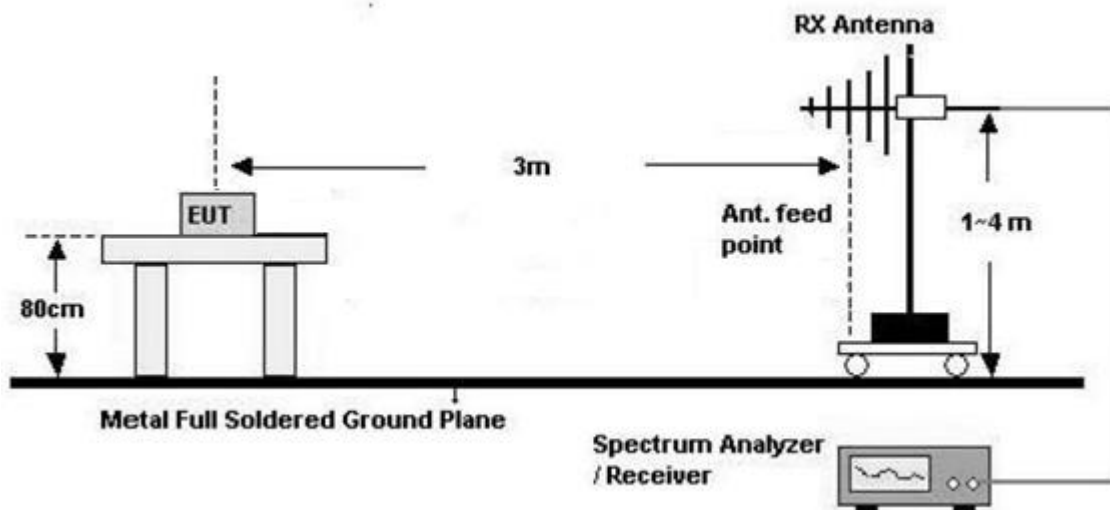 RX Antenna
3m
EUT
Ant. feed
point
1~4 m
80cm
Metal Full Soldered Ground Plane
Spectrum Analyzer
/ Receiver